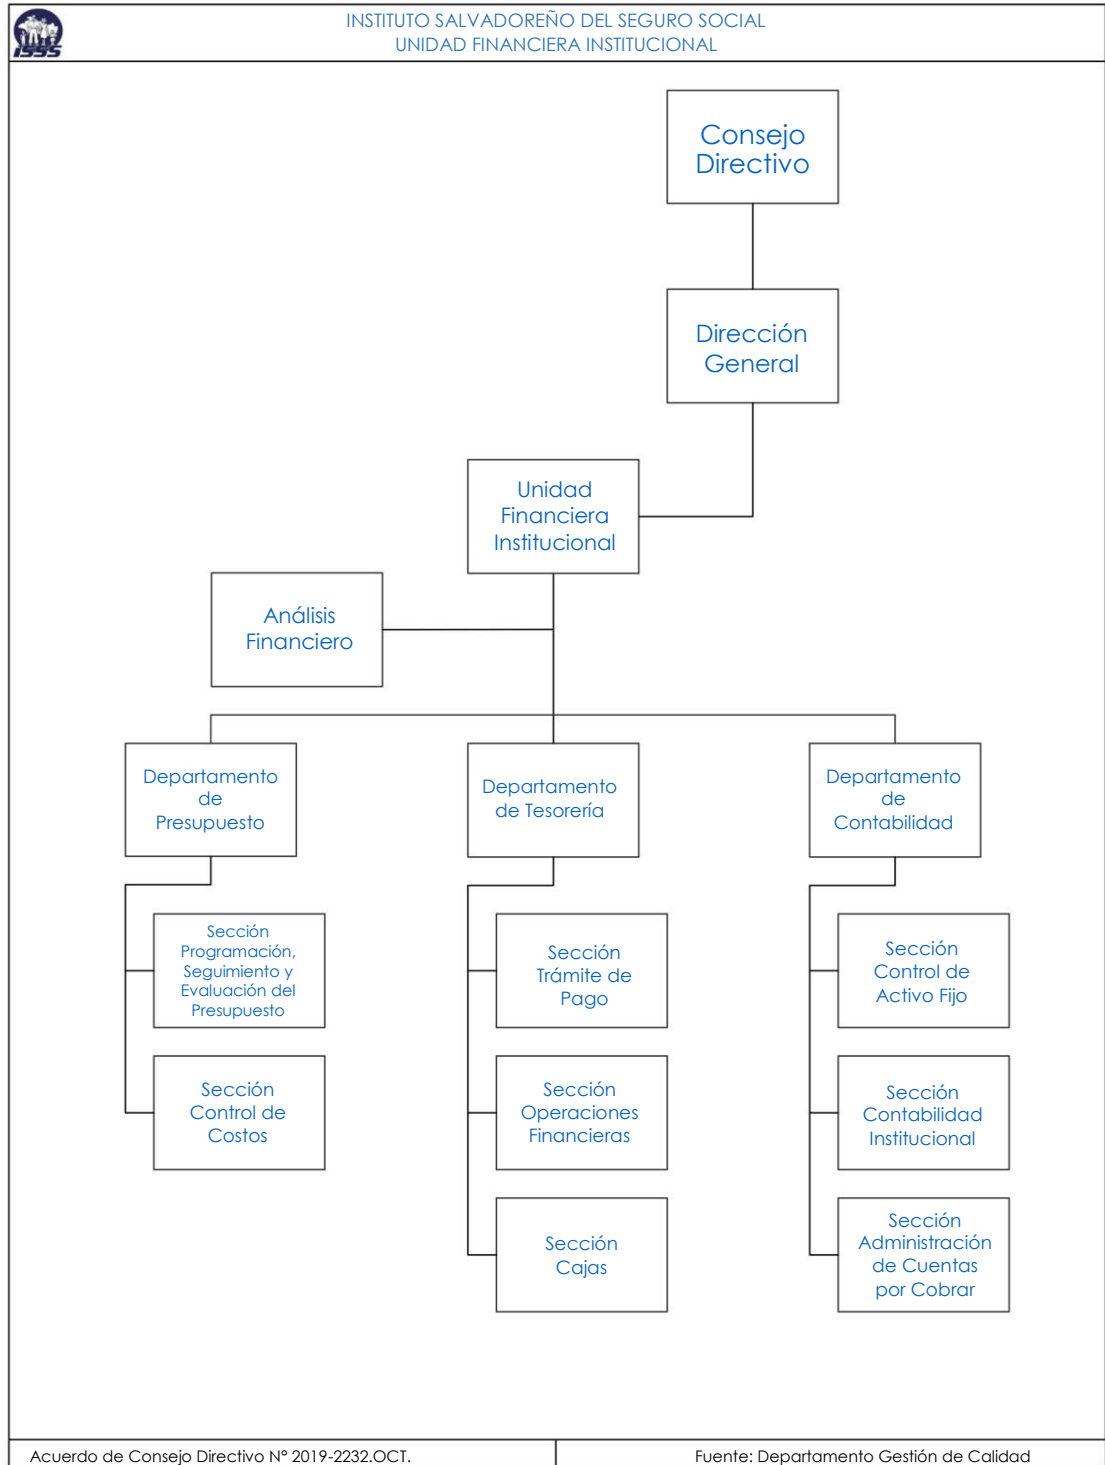 ISSS
INSTITUTO SALVADOREÑO DEL SEGURO SOCIAL
UNIDAD FINANCIERA INSTITUCIONAL
Consejo
Directivo
Dirección
General
Unidad
Financiera
Institucional
Análisis
Financiero
Departamento
de
Presupuesto
Departamento
de Tesorería
Departamento
de
Contabilidad
Sección
Programación,
Seguimiento y
Evaluación del
Presupuesto
Sección
Trámite de
Pago
Sección
Control de
Activo Fijo
Sección
Control de
Costos
Sección
Operaciones
Financieras
Sección
Contabilidad
Institucional
Sección
Cajas
Sección
Administración
de Cuentas
por Cobrar
Acuerdo de Consejo Directivo N° 2019-2232.OCT.
Fuente: Departamento Gestión de Calidad